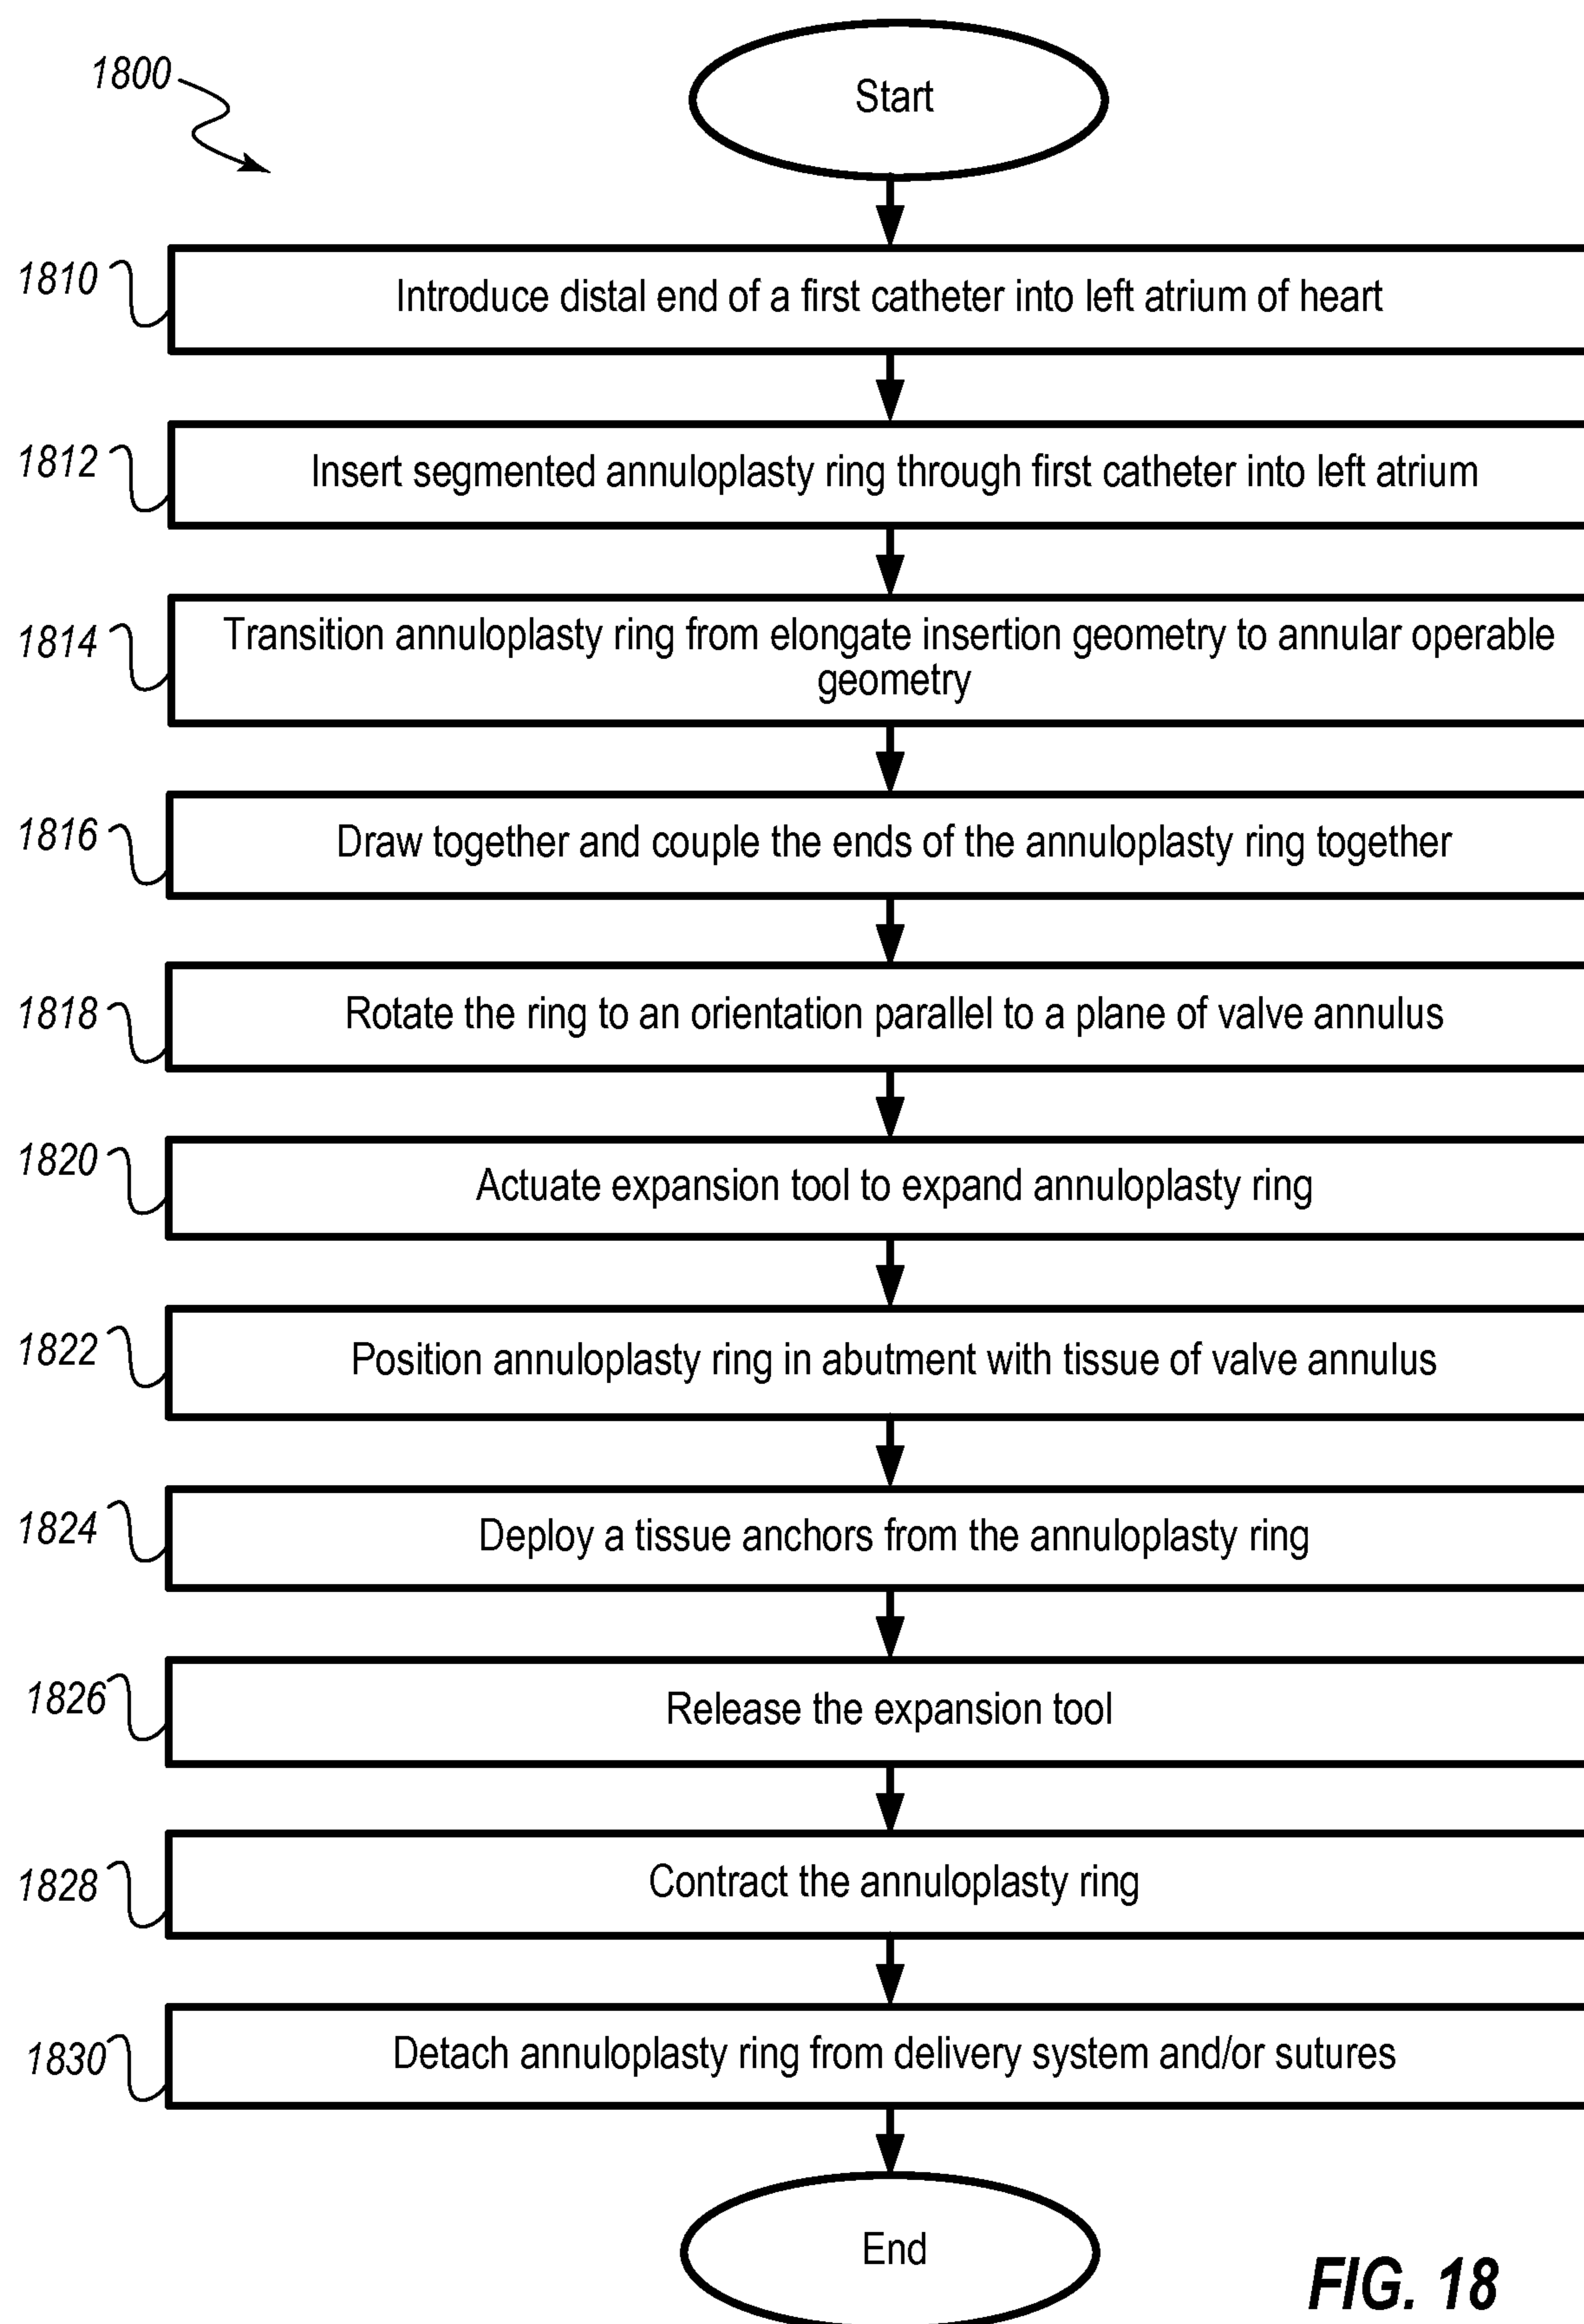 1800
Start
1810
Introduce distal end of a first catheter into left atrium of heart
1812
Insert segmented annuloplasty ring through first catheter into left atrium
1814
Transition annuloplasty ring from elongate insertion geometry to annular operable
geometry
1816
Draw together and couple the ends of the annuloplasty ring together
1818
Rotate the ring to an orientation parallel to a plane of valve annulus
1820
Actuate expansion tool to expand annuloplasty ring
1822
Position annuloplasty ring in abutment with tissue of valve annulus
1824
Deploy a tissue anchors from the annuloplasty ring
1826
Release the expansion tool
1828
Contract the annuloplasty ring
1830
Detach annuloplasty ring from delivery system and/or sutures
End
FIG. 18